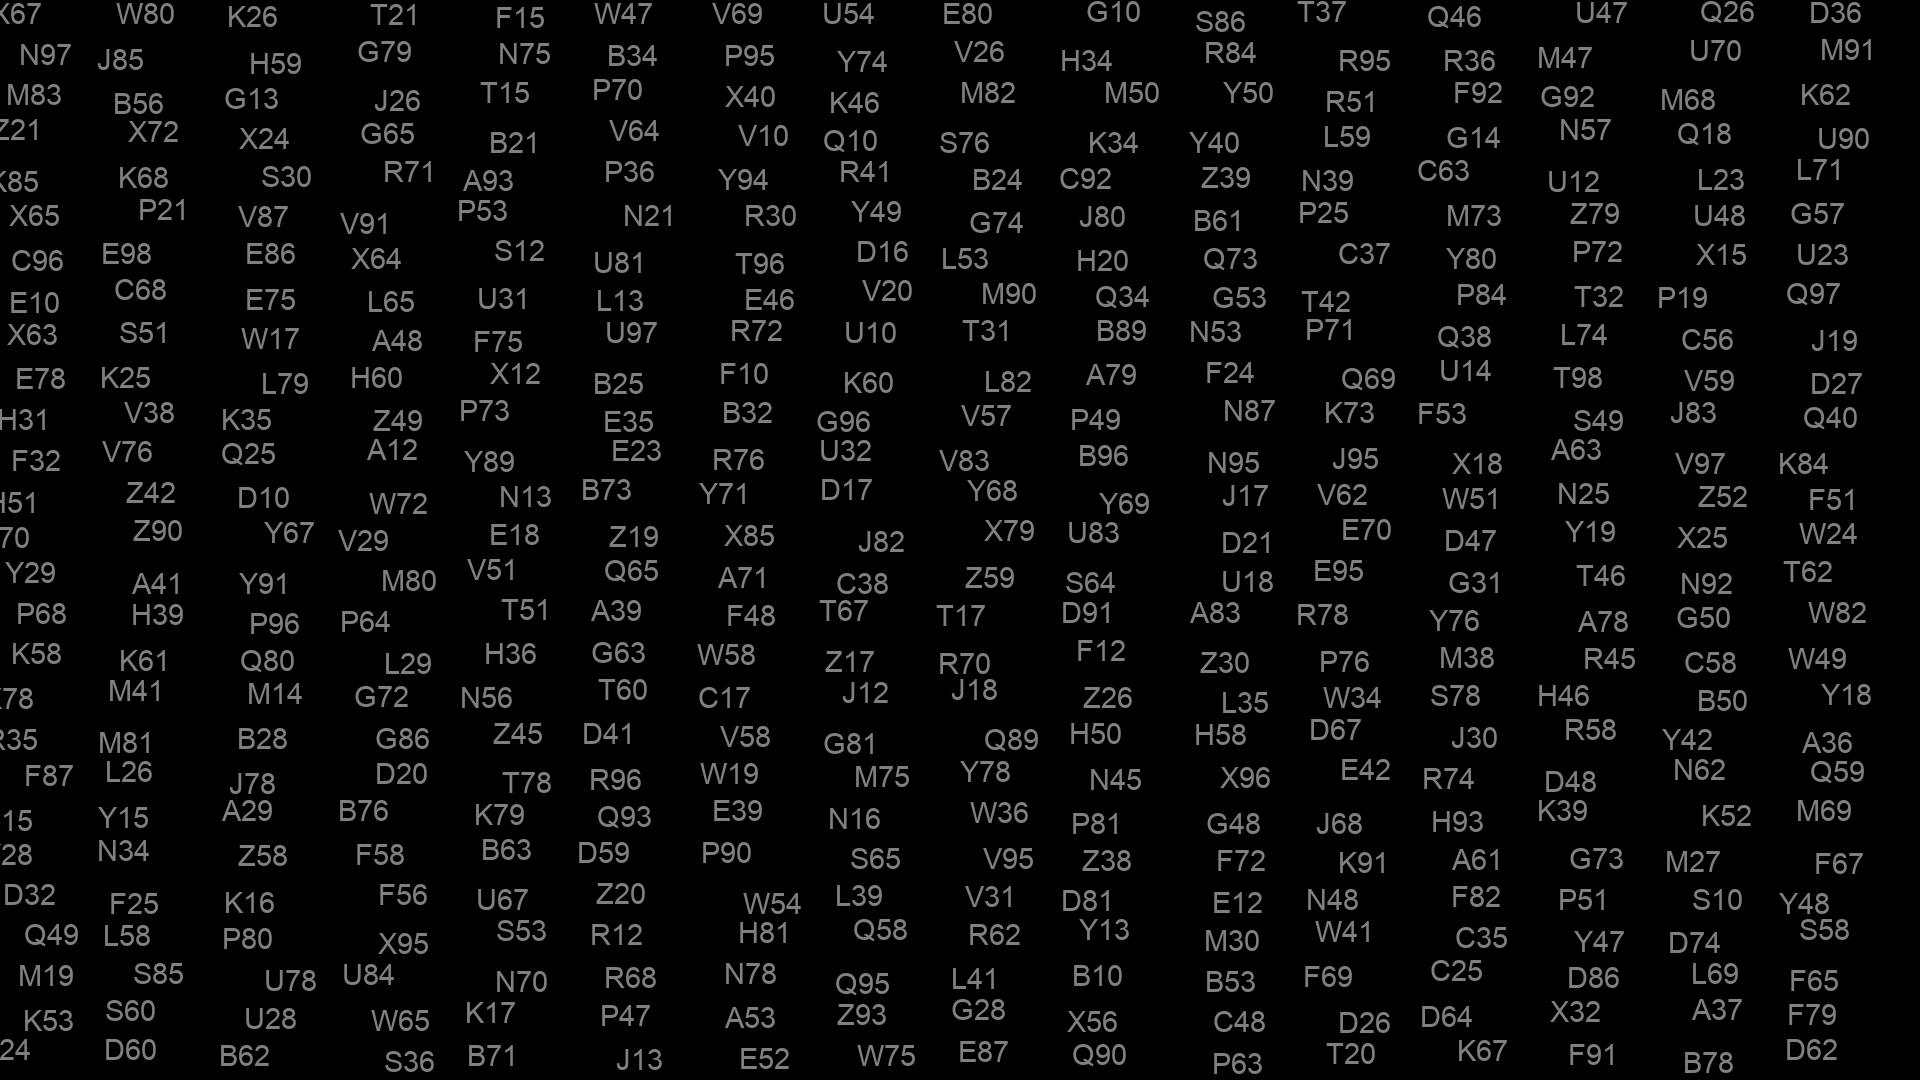 X67 W80 K26 T21 F15 W47 V69 U54 E80 G10 S86 T37 Q46 U47 Q26 D36
N97 J85 H59 G79 N75 B34 P95 Y74 V26 H34 R84 R95 R36 M47 U70 M91
M83 B56 G13 J26 T15 P70 X40 K46 M82 M50 Y50 R51 F92 G92 M68 K62
Z21 X72 X24 G65 B21 V64 V10 Q10 S76 K34 Y40 L59 G14 N57 Q18 U90
K85 K68 S30 R71 A93 P36 Y94 R41 B24 C92 Z39 N39 C63 U12 L23 L71
X65 P21 V87 V91 P53 N21 R30 Y49 G74 J80 B61 P25 M73 Z79 U48 G57
C96 E98 E86 X64 S12 U81 T96 D16 L53 H20 Q73 C37 Y80 P72 X15 U23
E10 C68 E75 L65 U31 L13 E46 V20 M90 Q34 G53 T42 P84 T32 P19 Q97
X63 S51 W17 A48 F75 U97 R72 U10 T31 B89 N53 P71 Q38 L74 C56 J19
E78 K25 L79 H60 X12 B25 F10 K60 L82 A79 F24 Q69 U14 T98 V59 D27
H31 V38 K35 Z49 P73 E35 B32 G96 V57 P49 N87 K73 F53 S49 J83 Q40
F32 V76 Q25 A12 Y89 E23 R76 U32 V83 B96 N95 J95 X18 A63 V97 K84
H51 Z42 D10 W72 N13 B73 Y71 D17 Y68 Y69 J17 V62 W51 N25 Z52 F51
70 Z90 Y67 V29 E18 Z19 X85 J82 X79 U83 D21 E70 D47 Y19 X25 W24
Y29 A41 Y91 M80 V51 Q65 A71 C38 Z59 S64 U18 E95 G31 T46 N92 T62
P68 H39 P96 P64 T51 A39 F48 T67 T17 D91 A83 R78 Y76 A78 G50 W82
K58 K61 Q80 L29 H36 G63 W58 Z17 R70 F12 Z30 P76 M38 R45 C58 W49
78 M41 M14 G72 N56 T60 C17 J12 J18 Z26 L35 W34 S78 H46 B50 Y18
R35 M81 B28 G86 Z45 D41 V58 G81 Q89 H50 H58 D67 J30 R58 Y42 A36
F87 L26 J78 D20 T78 R96 W19 M75 Y78 N45 X96 E42 R74 D48 N62 Q59
15 Y15 A29 B76 K79 Q93 E39 N16 W36 P81 G48 J68 H93 K39 K52 M69
28 N34 Z58 F58 B63 D59 P90 S65 V95 Z38 F72 K91 A61 G73 M27 F67
D32 F25 K16 F56 U67 Z20 W54 L39 V31 D81 E12 N48 F82 P51 S10 Y48
Q49 L58 P80 X95 S53 R12 H81 Q58 R62 Y13 M30 W41 C35 Y47 D74 S58
M19 S85 U78 U84 N70 R68 N78 Q95 L41 B10 B53 F69 C25 D86 L69 F65
K53 S60 U28 W65 K17 P47 A53 Z93 G28 X56 C48 D26 D64 X32 A37 F79
24 D60 B62 S36 B71 J13 E52 W75 E87 Q90 P63 T20 K67 F91 B78 D62